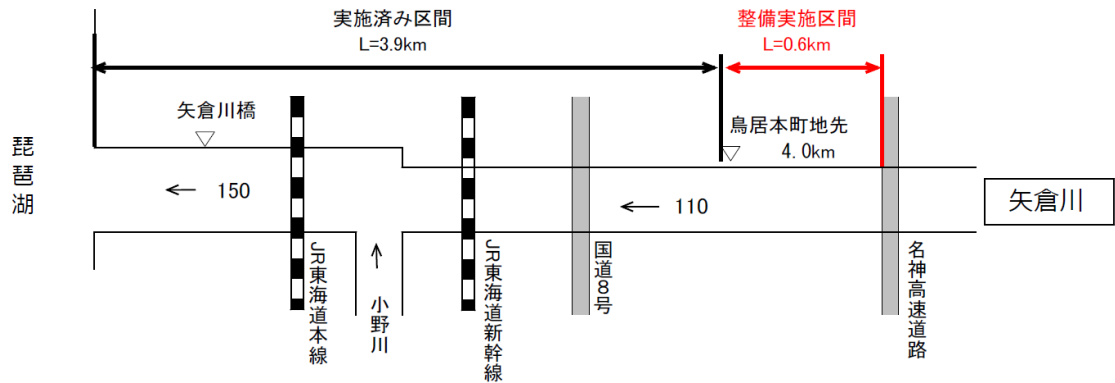 実施済み区間
L=3.9km
整備実施区間
L=0.6km
矢倉川橋
鳥居本町地先
4.0km
琵琶湖
← 150
← 110
矢倉川
JR東海道本線
小野川
JR東海道新幹線
国道8号
名神高速道路